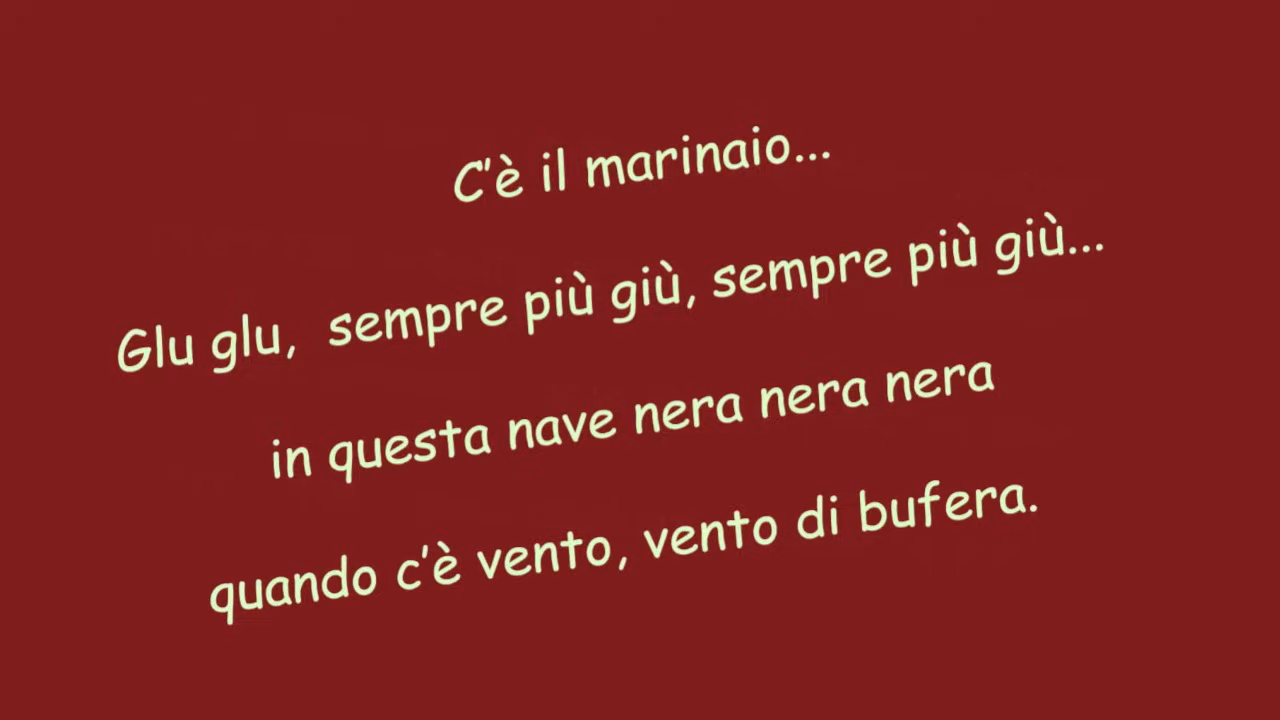 C'è il marinaio...
Glu glu, sempre più giù, sempre più giù...
in questa nave nera nera nera
quando c'è vento, vento di bufera.